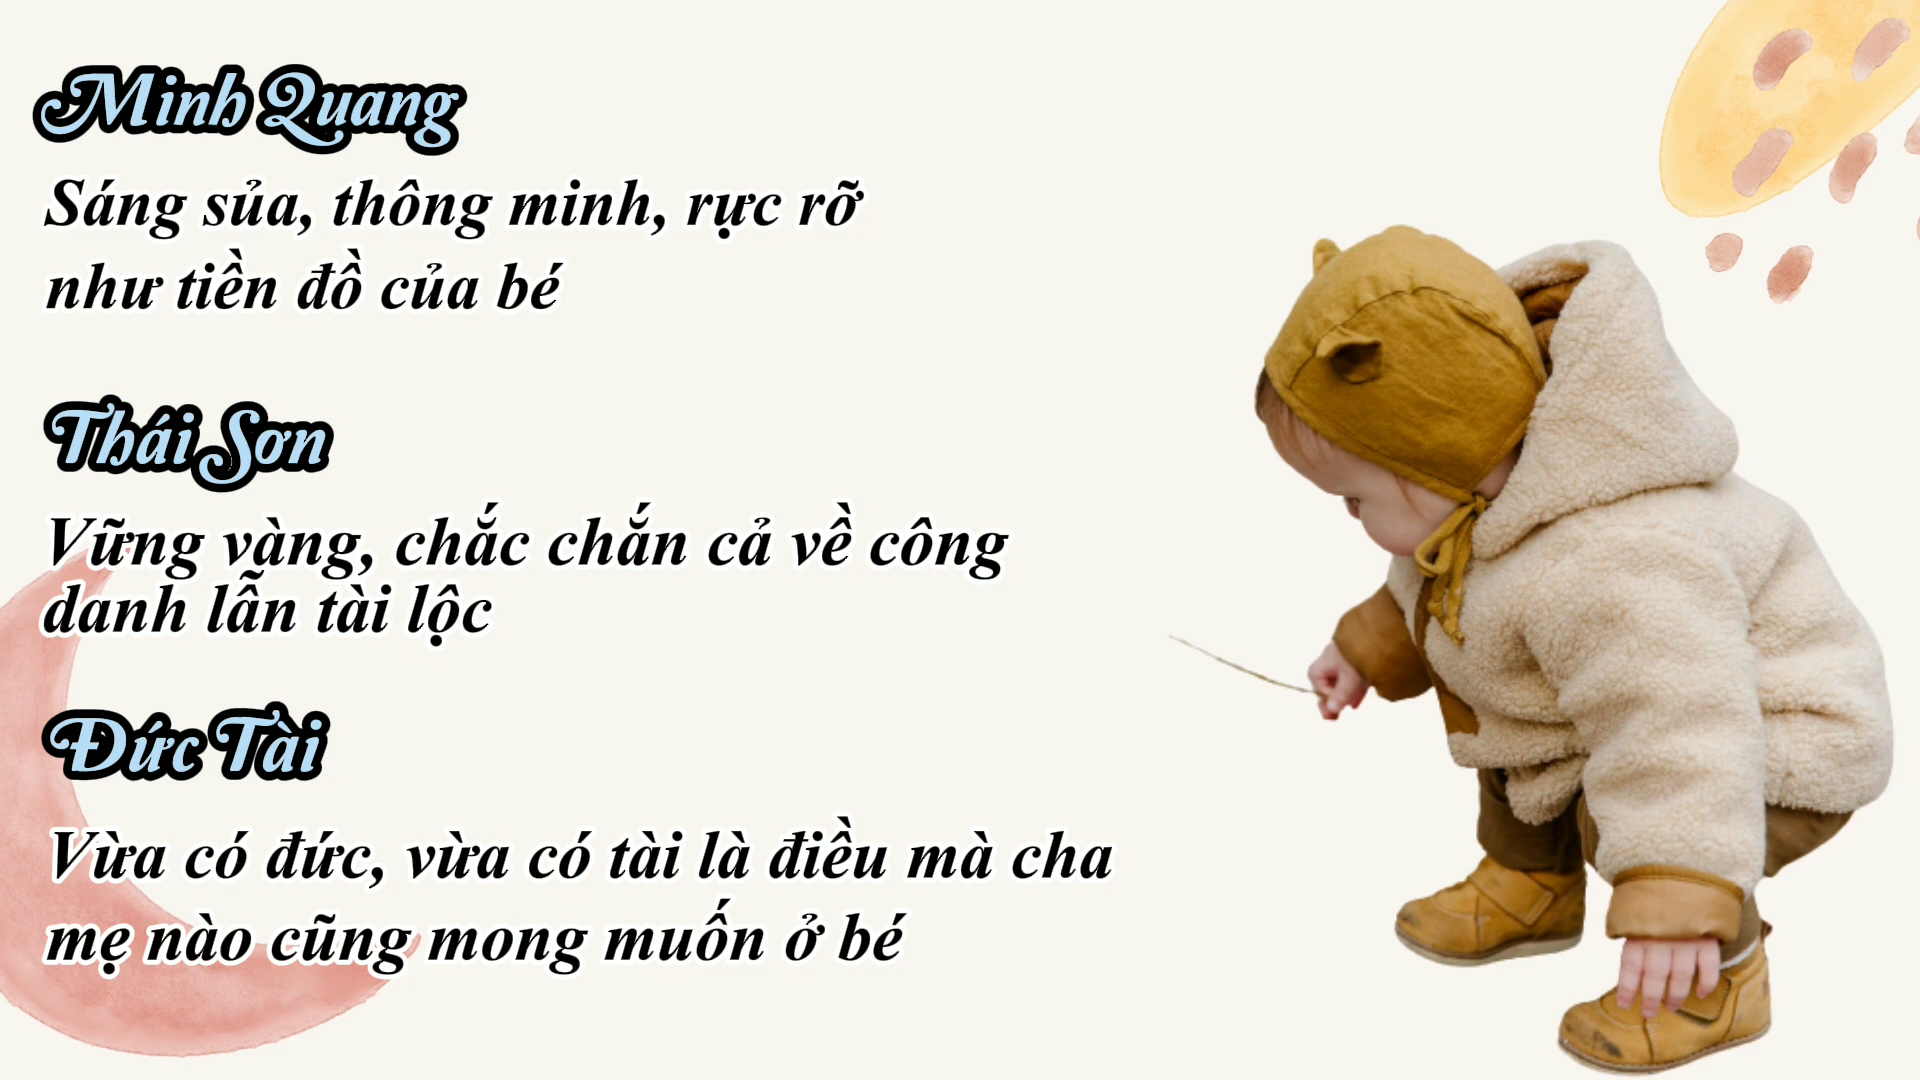 Minh Quang
Sáng sủa, thông minh, rực rỡ
như tiền đồ của bé
Thái Sơn
Vững vàng, chắc chắn cả về công
danh lẫn tài lộc
Đức Tài
Vừa có đức, vừa có tài là điều mà cha
mẹ nào cũng mong muốn ở bé